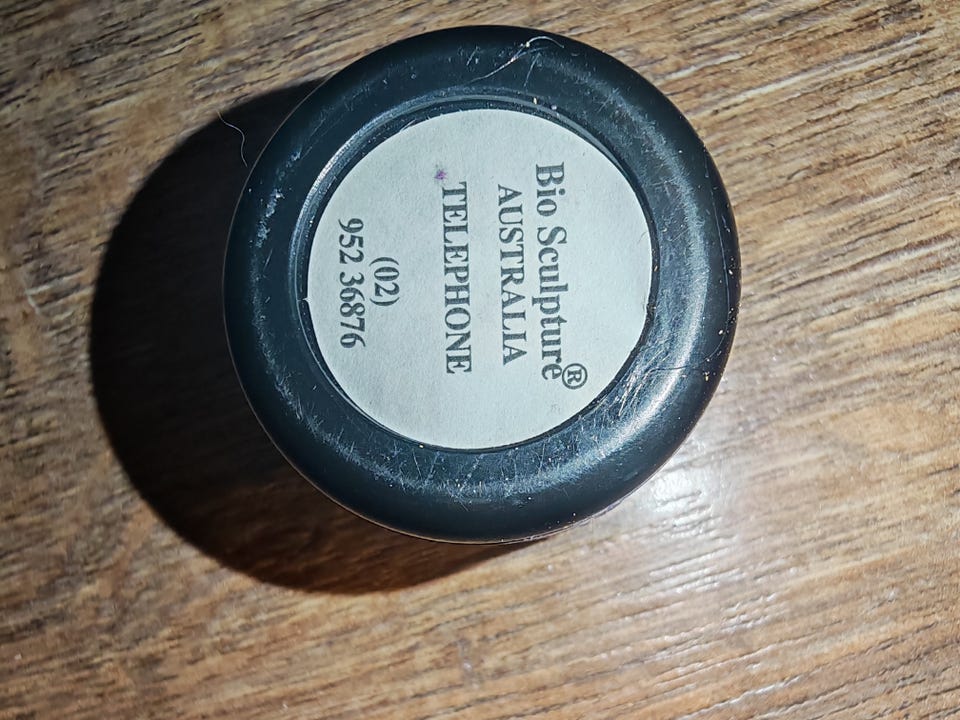 Bio Sculpture®
AUSTRALIA
TELEPHONE
(02)
952 36876